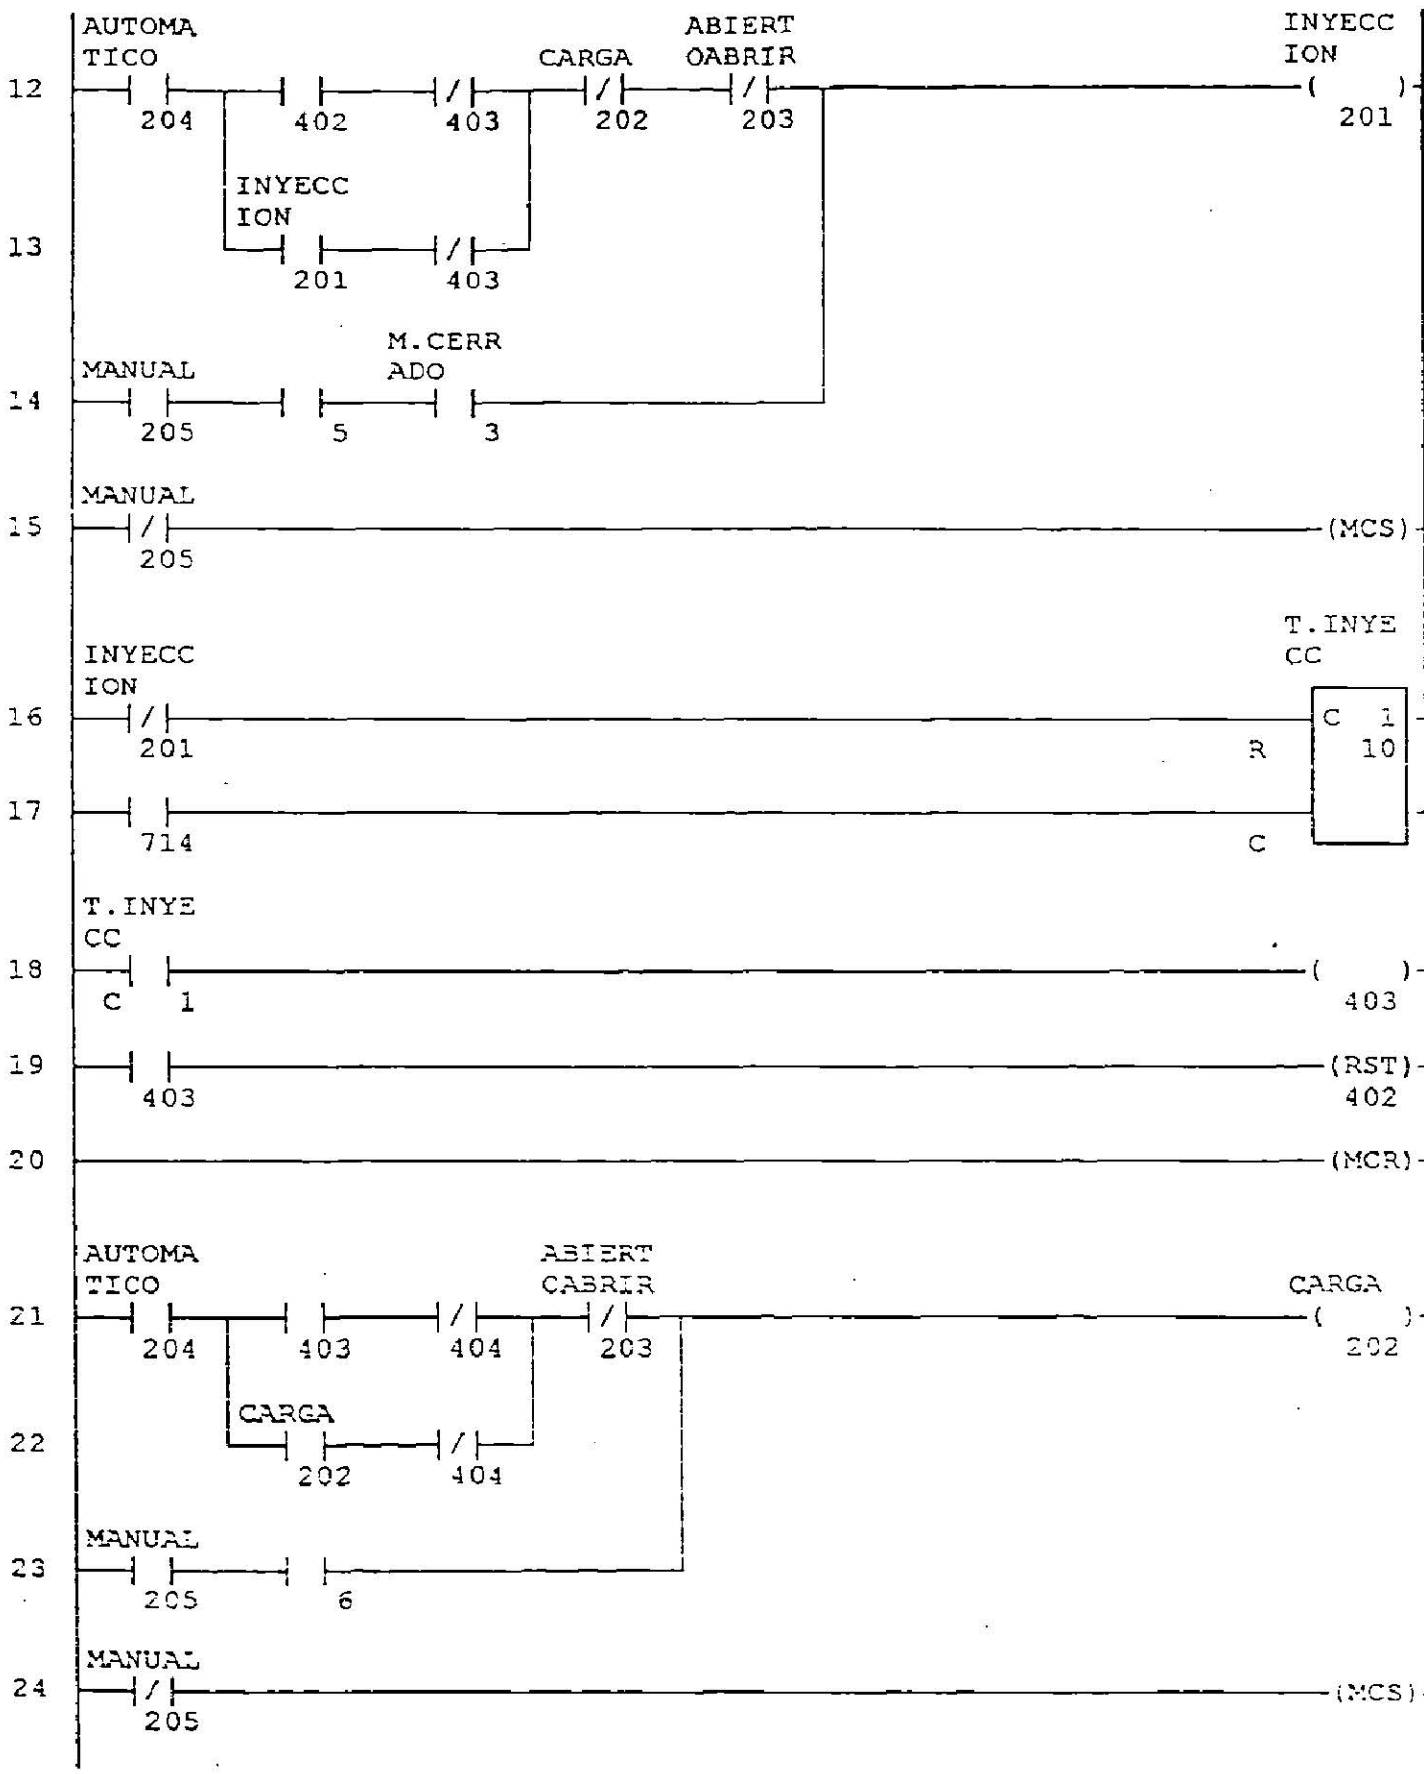 AUTOMA ABIERT INYECC
TICO CARGA OABRIR ION
12 ( )
204 402 403 202 203 201
INYECC
ION
13
201 403
M.CERR
MANUAL ADO
14
205 5 3
MANUAL
15 (MCS)
205
T.INYE
INYECC CC
ION
16 C 1
201 R 10
17
714 C
T.INYE
CC
18 ( )
C 1 403
19 (RST)
403 402
20 (MCR)
AUTOMA ABIERT
TICO CABRIR CARGA
21 ( )
204 403 404 203 202
CARGA
22
202 404
MANUAL
23
205 6
MANUAL
24 (MCS)
205